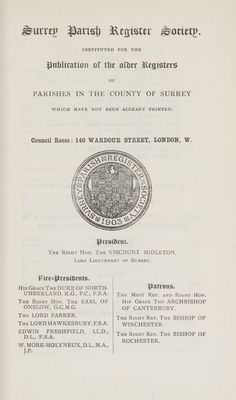 Surrey Parish Register Society.
INSTITUTED FOR THE
Publication of the older Registers
OF
PARISHES IN THE COUNTY OF SURREY
WHICH HAVE NOT BEEN ALREADY PRINTED.
Council Room: 140 WARDOUR STREET, LONDON, W.
SURREY PARISH REGISTER SOCIETY
1903
President.
THE RIGHT HON. THE VISCOUNT MIDLETON,
LORD LIEUTENANT OF SURREY.
Vice-Presidents.
HIS GRACE THE DUKE OF NORTH-
UMBERLAND, K.G., P.C., F.S.A.
THE RIGHT HON. THE EARL OF
ONSLOW, G.C.M.G.
THE LORD FARRER.
THE LORD HAWKESBURY, F.S.A.
EDWIN FRESHFIELD, LL.D.,
D.L., F.S.A.
W. MORE-MOLYNEUX, D.L., M.A.,
J.P.
Patrons.
THE MOST REV. AND RIGHT HON.
HIS GRACE THE ARCHBISHOP
OF CANTERBURY.
THE RIGHT REV. THE BISHOP OF
WINCHESTER.
THE RIGHT REV. THE BISHOP OF
ROCHESTER.